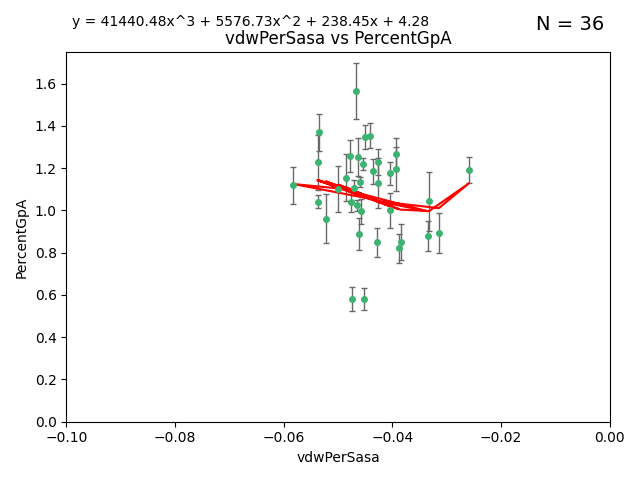 y = 41440.48x^3 + 5576.73x^2 + 238.45x + 4.28
N = 36
vdwPerSasa vs PercentGpA
1.6
1.4
1.2
1.0
0.8
0.6
0.4
0.2
0.0
PercentGpA
−0.10 −0.08 −0.06 −0.04 −0.02 0.00
vdwPerSasa